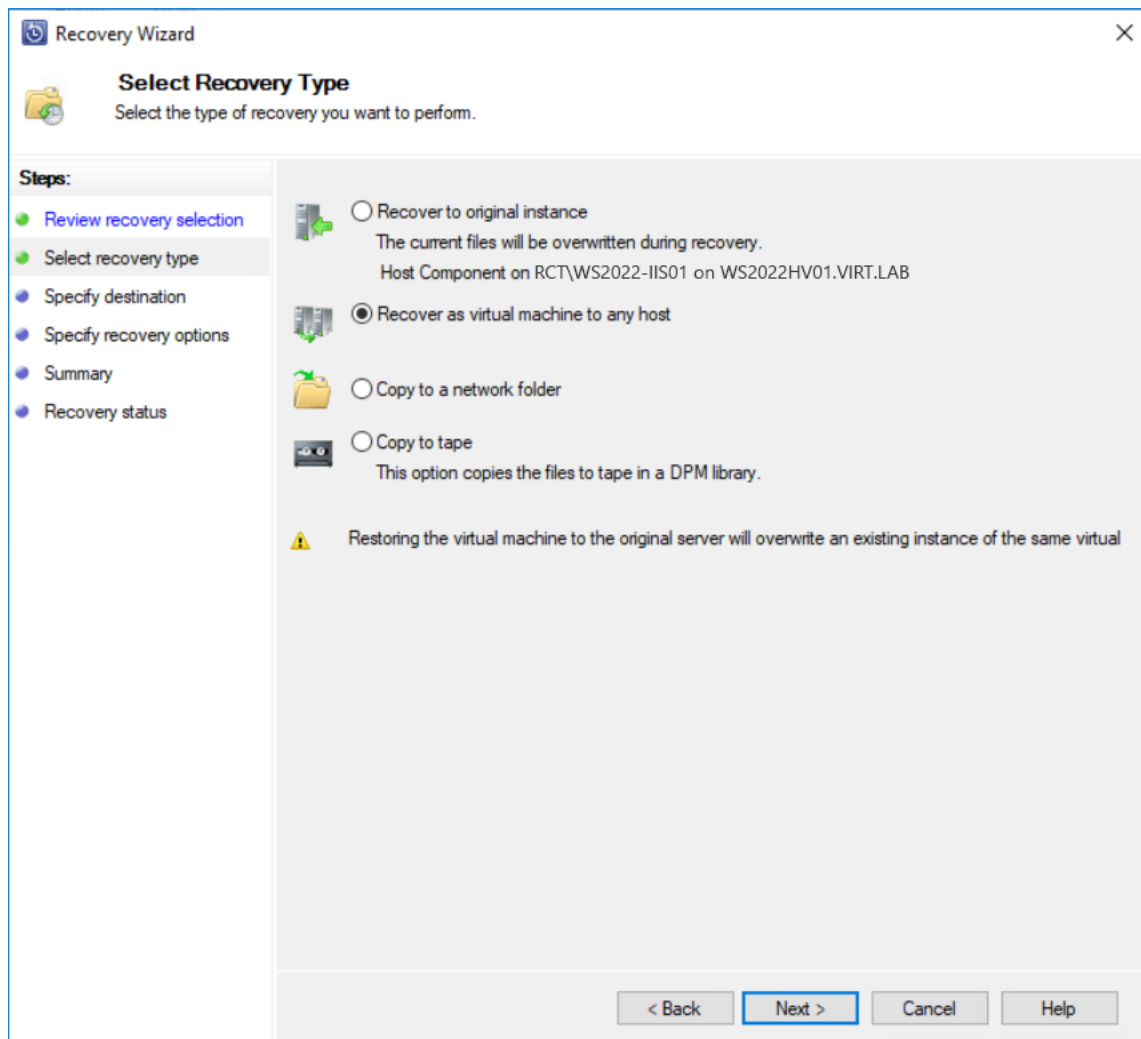 Recovery Wizard
Select Recovery Type
Select the type of recovery you want to perform.
Steps:
Review recovery selection
Select recovery type
Specify destination
Specify recovery options
Summary
Recovery status
Recover to original instance
The current files will be overwritten during recovery.
Host Component on RCT\WS2022-IIS01 on WS2022HV01.VIRT.LAB
Recover as virtual machine to any host
Copy to a network folder
Copy to tape
This option copies the files to tape in a DPM library.
Restoring the virtual machine to the original server will overwrite an existing instance of the same virtual
< Back Next > Cancel Help